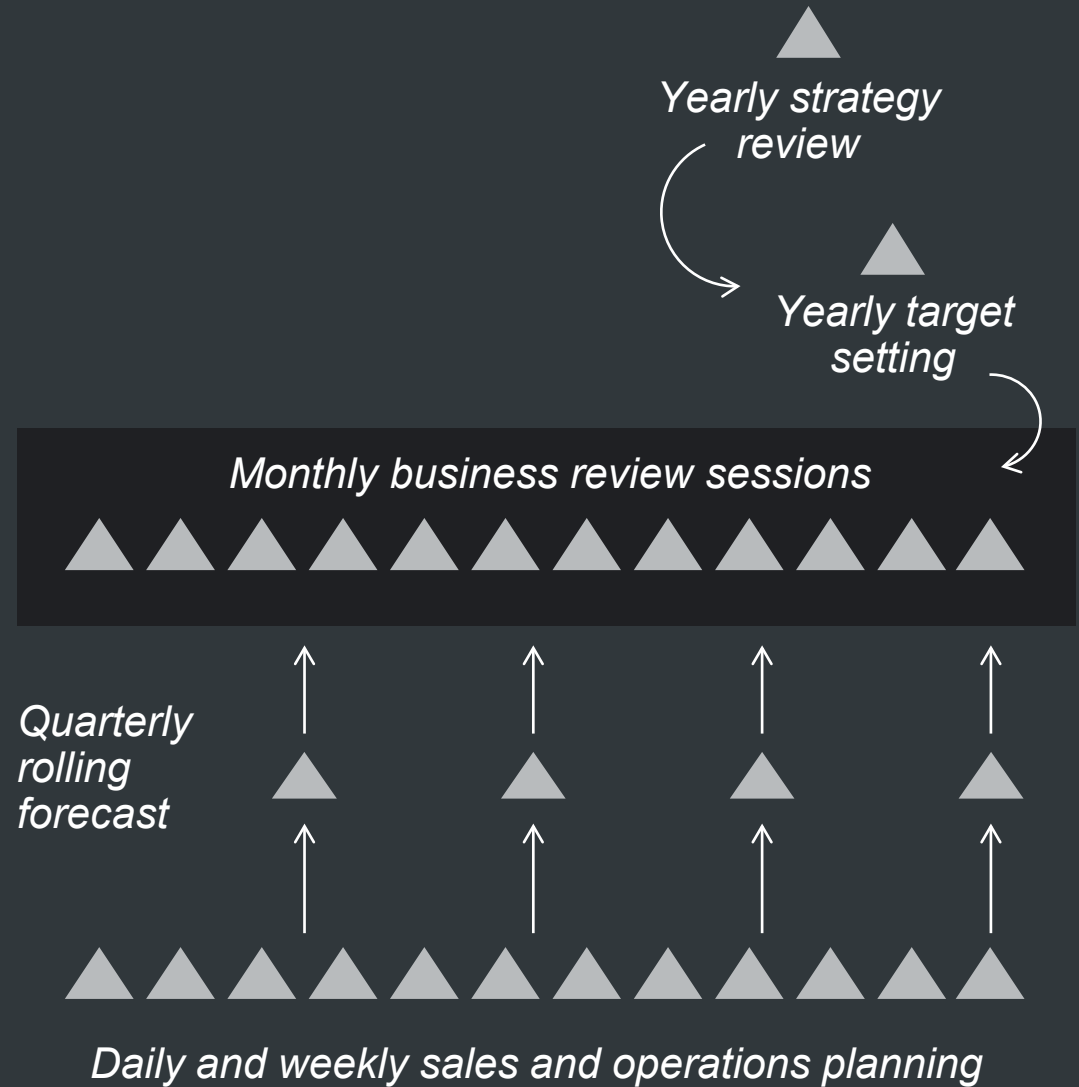 Yearly strategy
review
Yearly target
setting
Monthly business review sessions
Quarterly
rolling
forecast
Daily and weekly sales and operations planning